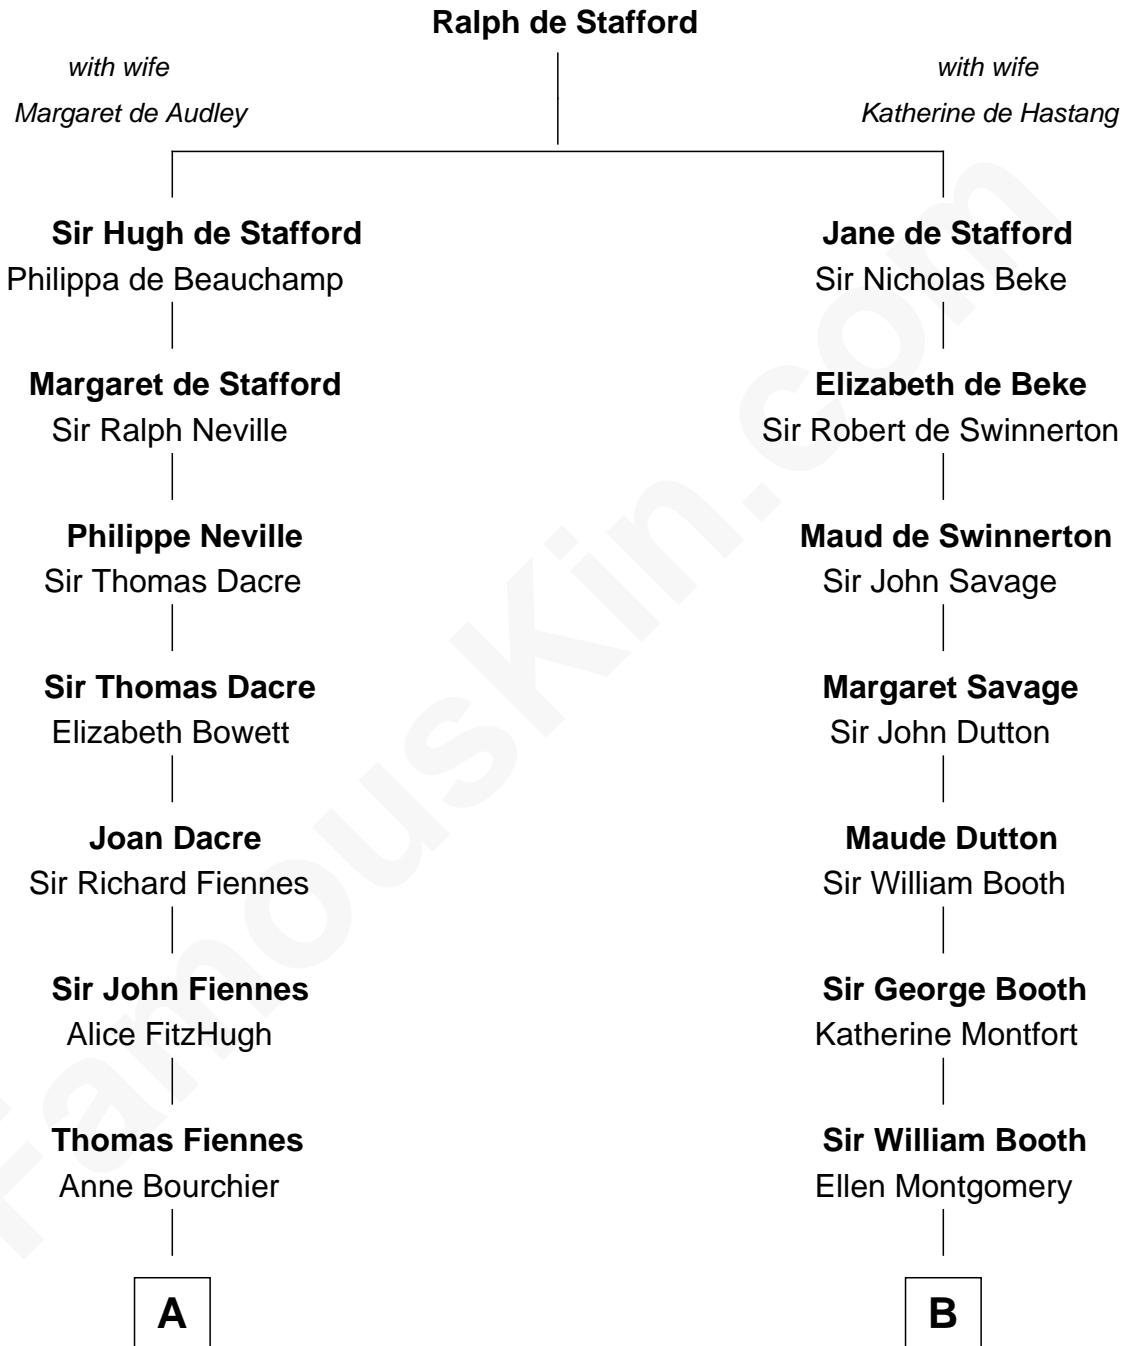 Ralph de Stafford
with wife
Margaret de Audley
with wife
Katherine de Hastang
Sir Hugh de Stafford
Philippa de Beauchamp
Jane de Stafford
Sir Nicholas Beke
Margaret de Stafford
Sir Ralph Neville
Elizabeth de Beke
Sir Robert de Swinnerton
Philippe Neville
Sir Thomas Dacre
Maud de Swinnerton
Sir John Savage
Sir Thomas Dacre
Elizabeth Bowett
Margaret Savage
Sir John Dutton
Joan Dacre
Sir Richard Fiennes
Maude Dutton
Sir William Booth
Sir John Fiennes
Alice FitzHugh
Sir George Booth
Katherine Montfort
Thomas Fiennes
Anne Bourchier
Sir William Booth
Ellen Montgomery
A
B
FamousKin.com